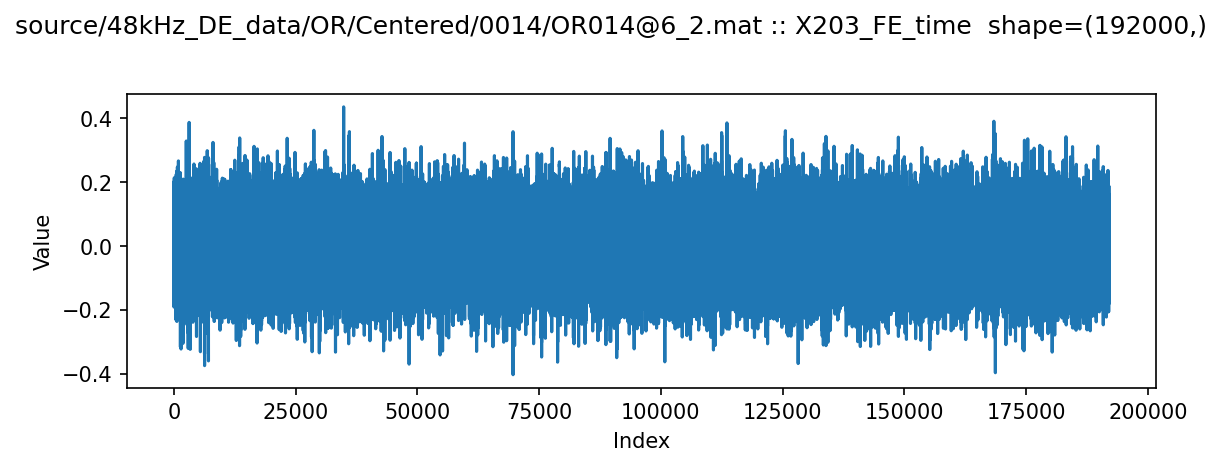 source/48kHz_DE_data/OR/Centered/0014/OR014@6_2.mat :: X203_FE_time  shape=(192000,)
0.4
0.2
0.0
−0.2
−0.4
Value
0 25000 50000 75000 100000 125000 150000 175000 200000
Index